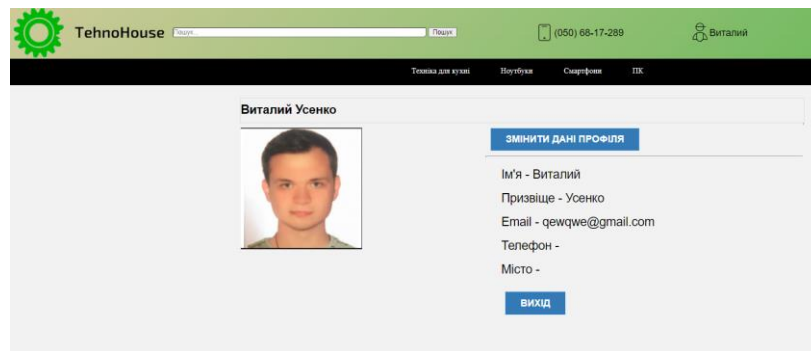 TehnoHouse Пошук... Пошук (050) 68-17-289 Виталий
Техніка для кухні Ноутбуки Смартфони ПК
Виталий Усенко
ЗМІНИТИ ДАНІ ПРОФІЛЯ
Ім'я - Виталий
Призвіще - Усенко
Email - qewqwe@gmail.com
Телефон -
Місто -
ВИХІД